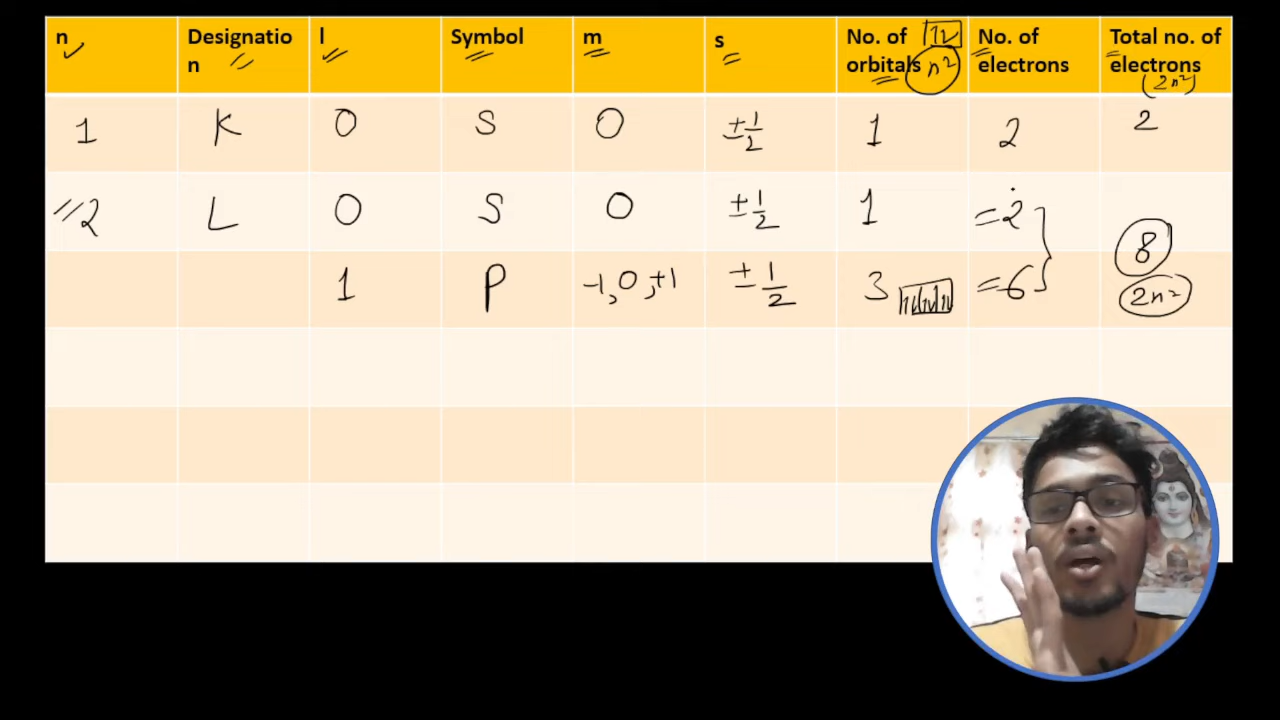 n Designation l Symbol m s No. of orbitals n² No. of electrons Total no. of electrons (2n²)
1 K 0 S 0 ±1/2 1 2 2
2 L 0 S 0 ±1/2 1 =2 8
1 P -1, 0, +1 ±1/2 3 =6 2n²